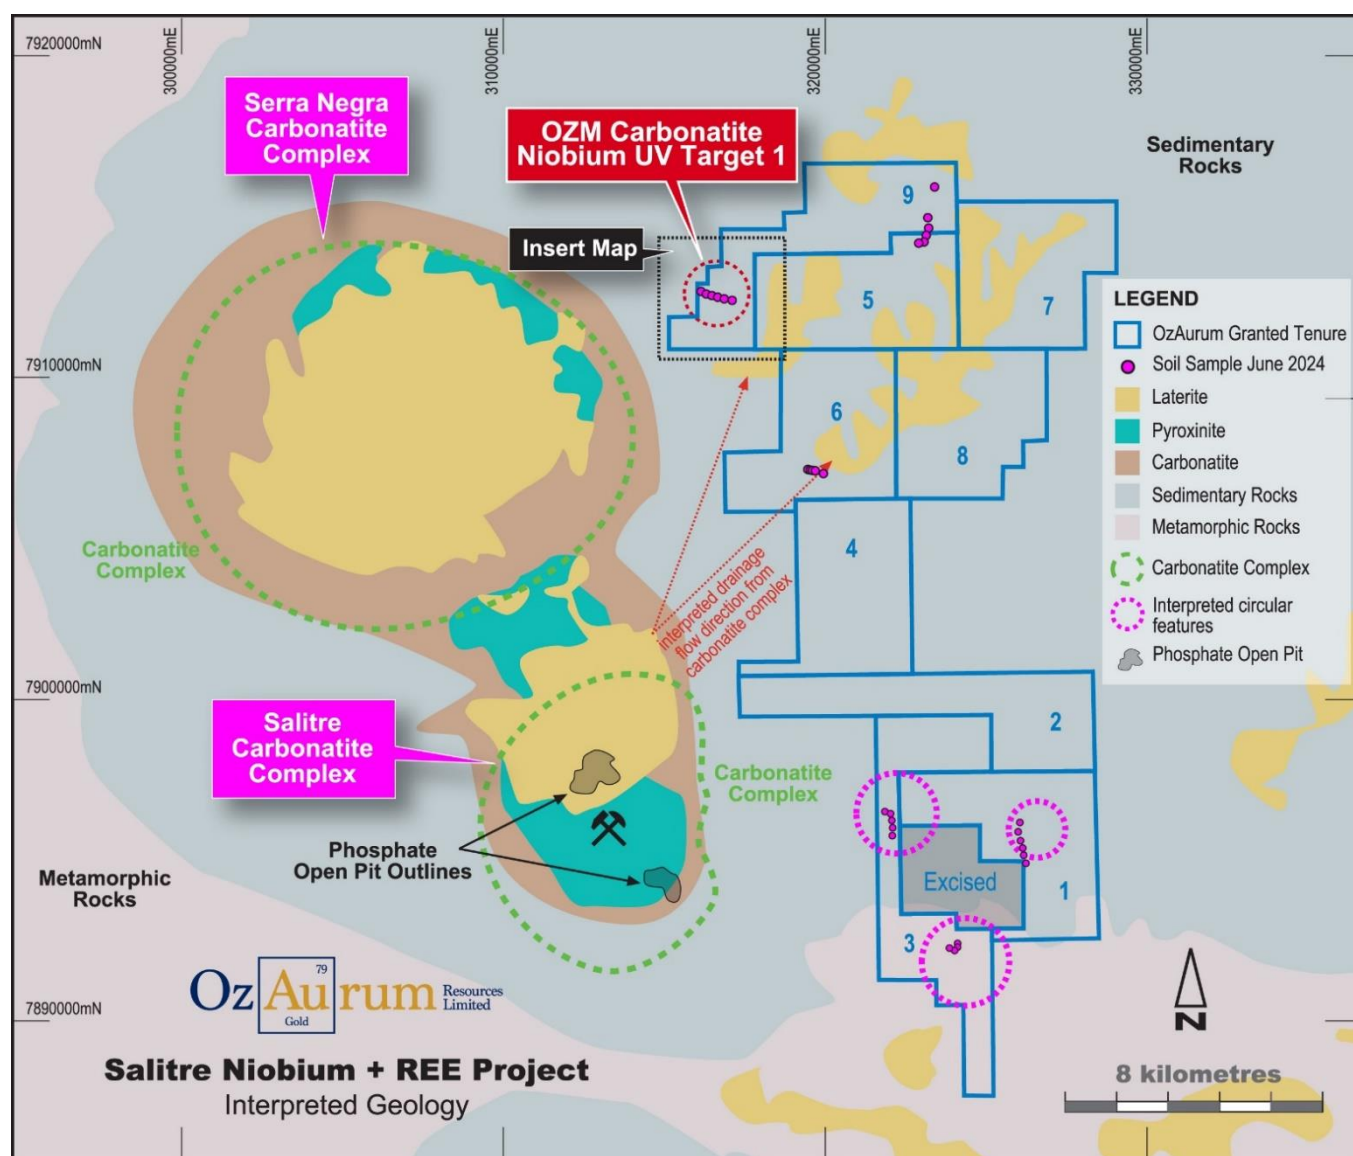 7920000mN
300000mE
310000mE
320000mE
330000mE
Serra Negra
Carbonatite
Complex
OZM Carbonatite
Niobium UV Target 1
Sedimentary
Rocks
Insert Map
9
5
7
7910000mN
6
8
4
Carbonatite
Complex
interpreted drainage
flow direction from
carbonatite complex
LEGEND
OzAurum Granted Tenure
Soil Sample June 2024
Laterite
Pyroxinite
Carbonatite
Sedimentary Rocks
Metamorphic Rocks
Carbonatite Complex
Interpreted circular
features
Phosphate Open Pit
7900000mN
Salitre
Carbonatite
Complex
Carbonatite
Complex
2
Phosphate
Open Pit Outlines
Metamorphic
Rocks
Excised
1
3
Oz Au rum
79
Gold
Resources
Limited
7890000mN
N
Salitre Niobium + REE Project
Interpreted Geology
8 kilometres